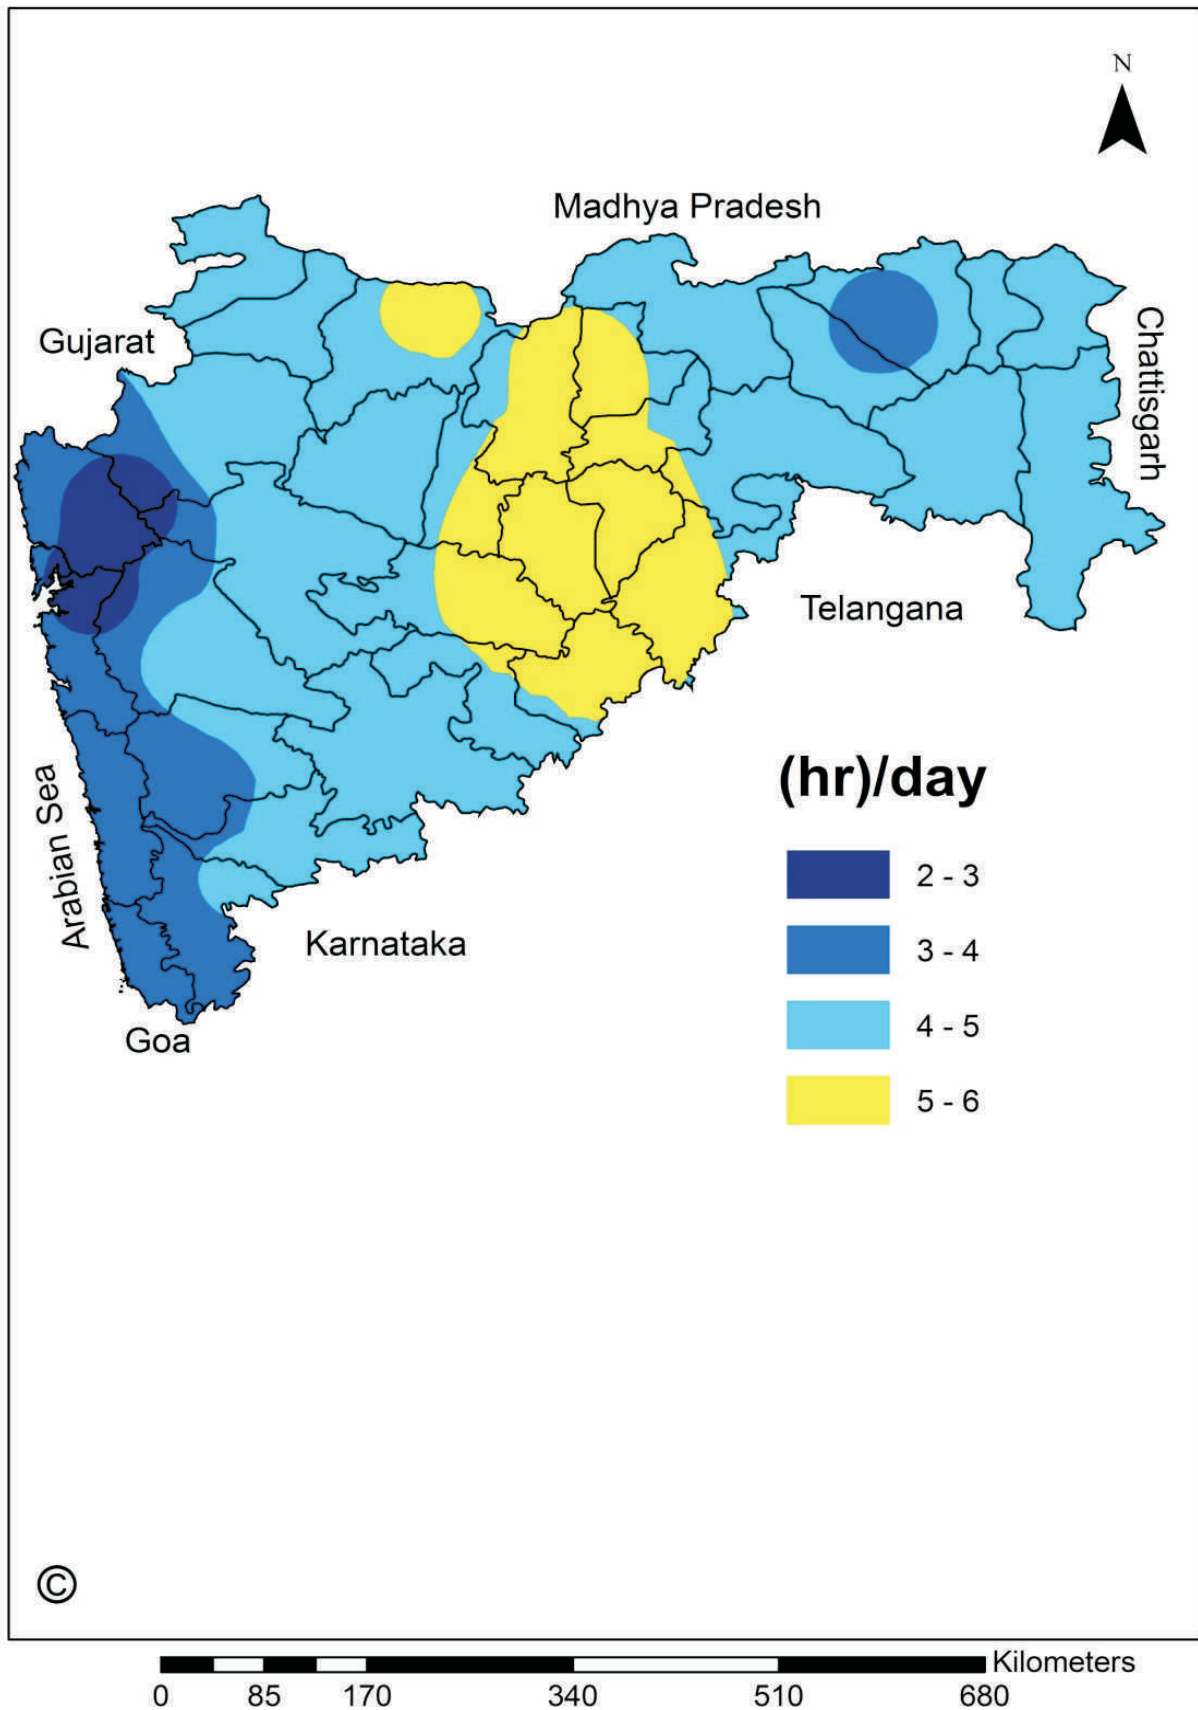 N
Madhya Pradesh
Gujarat
Chattisgarh
Telangana
(hr)/day
Arabian Sea
2 - 3
3 - 4
Karnataka
4 - 5
Goa
5 - 6
©
Kilometers
0 85 170 340 510 680